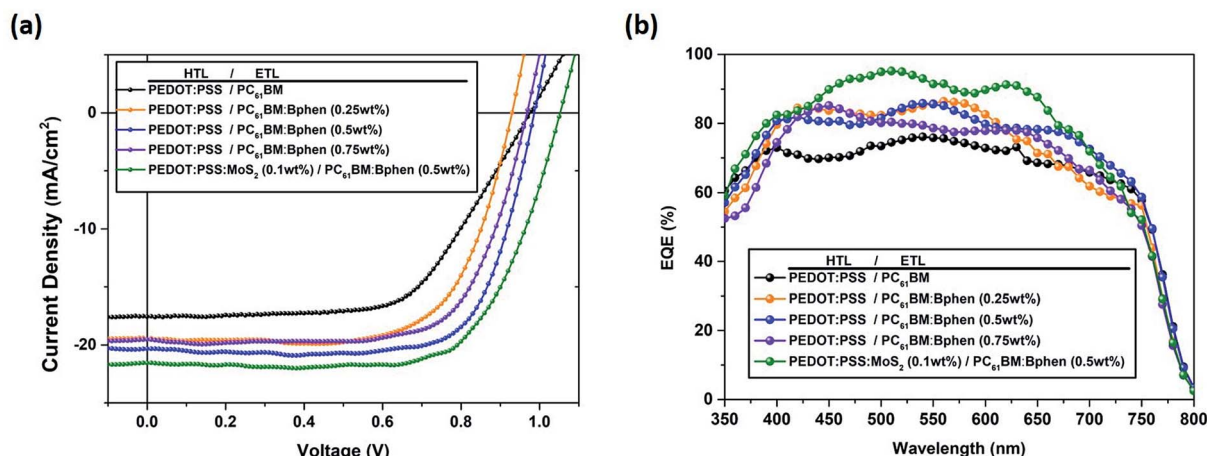 (a)
Current Density (mA/cm²)
0
-10
-20
HTL / ETL
PEDOT:PSS / PC₆₁BM
PEDOT:PSS / PC₆₁BM:Bphen (0.25wt%)
PEDOT:PSS / PC₆₁BM:Bphen (0.5wt%)
PEDOT:PSS / PC₆₁BM:Bphen (0.75wt%)
PEDOT:PSS:MoS₂ (0.1wt%) / PC₆₁BM:Bphen (0.5wt%)
0.0 0.2 0.4 0.6 0.8 1.0
Voltage (V)
(b)
EQE (%)
100
80
60
40
20
0
HTL / ETL
PEDOT:PSS / PC₆₁BM
PEDOT:PSS / PC₆₁BM:Bphen (0.25wt%)
PEDOT:PSS / PC₆₁BM:Bphen (0.5wt%)
PEDOT:PSS / PC₆₁BM:Bphen (0.75wt%)
PEDOT:PSS:MoS₂ (0.1wt%) / PC₆₁BM:Bphen (0.5wt%)
350 400 450 500 550 600 650 700 750 800
Wavelength (nm)